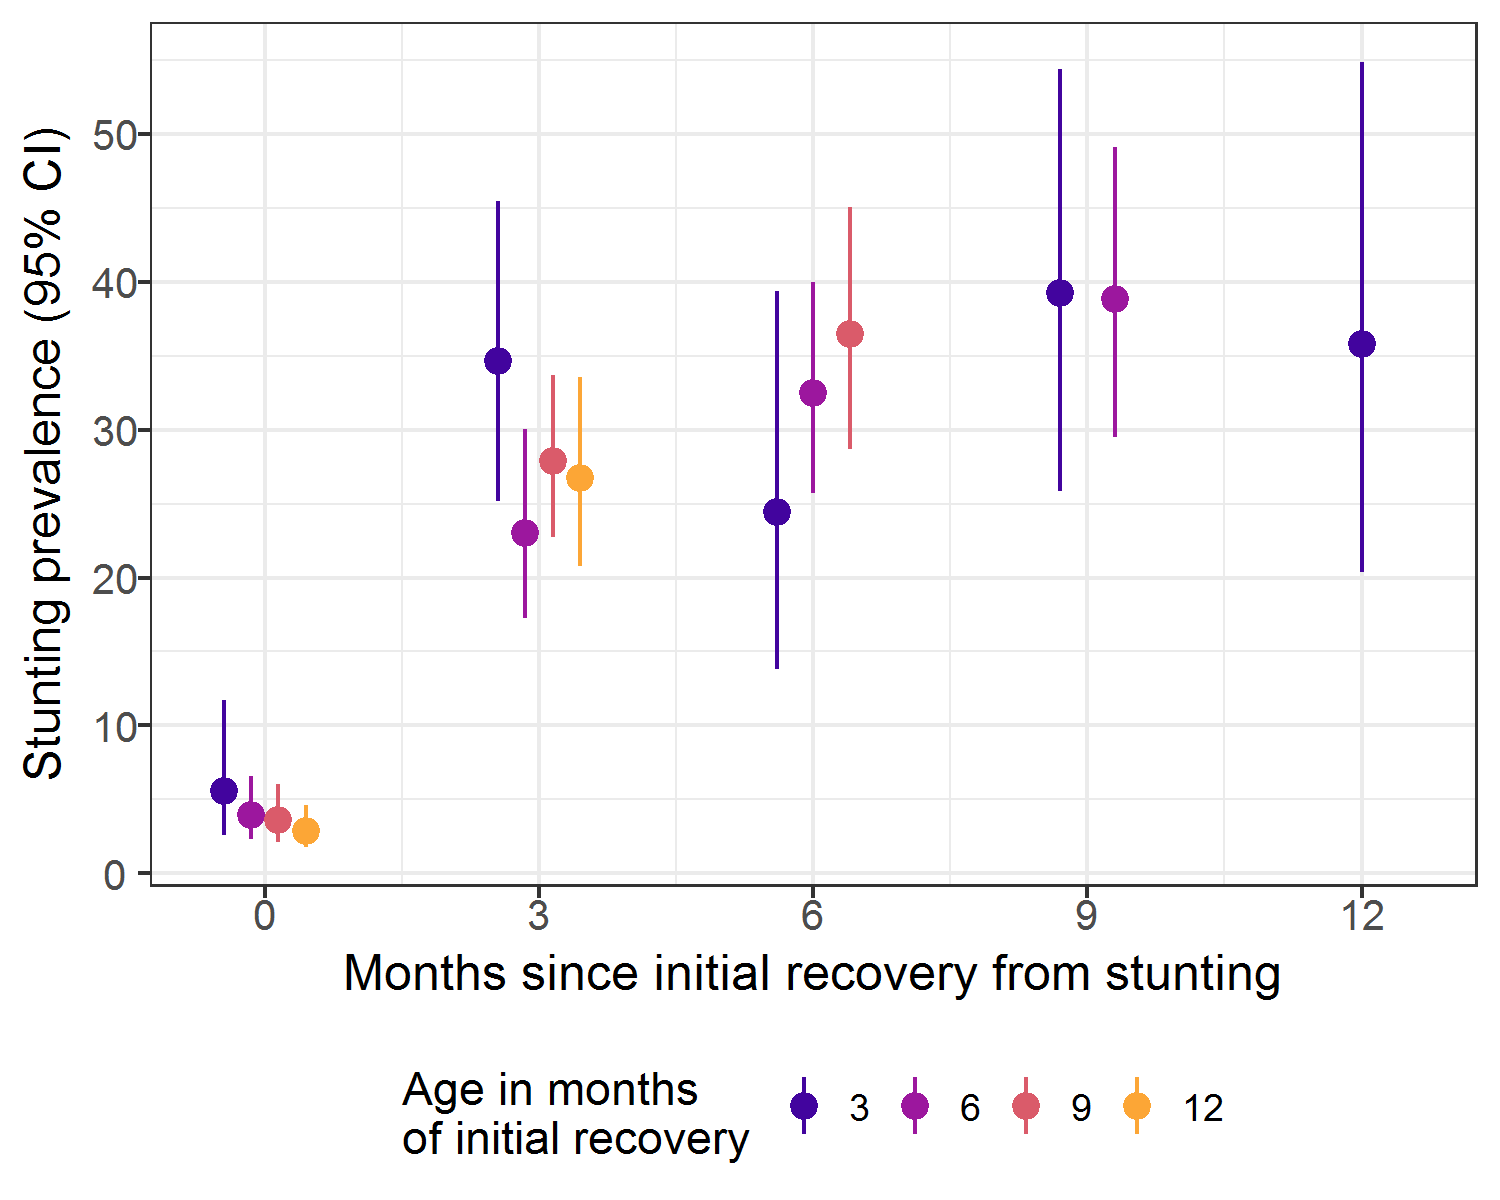 Stunting prevalence (95% CI)
50
40
30
20
10
0
0 3 6 9 12
Months since initial recovery from stunting
Age in months
of initial recovery
3 6 9 12